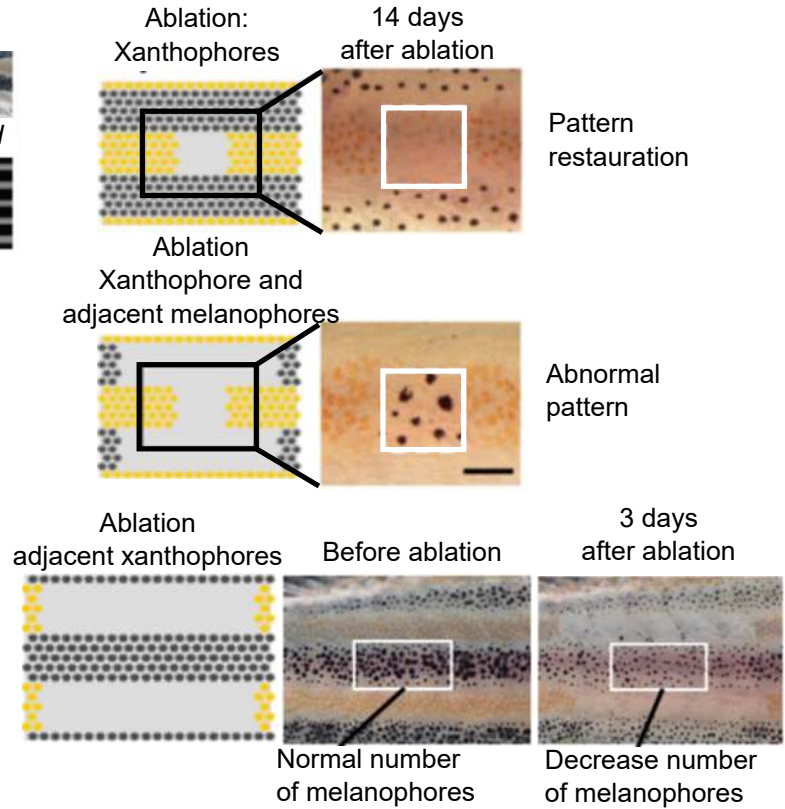 Ablation:
Xanthophores
14 days
after ablation
Pattern
restauration
Ablation
Xanthophore and
adjacent melanophores
Abnormal
pattern
Ablation
adjacent xanthophores
Before ablation
3 days
after ablation
Normal number
of melanophores
Decrease number
of melanophores